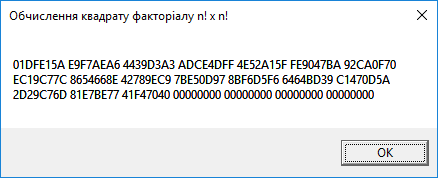 Обчислення квадрату факторіалу n! x n!
01DFE15A E9F7AEA6 4439D3A3 ADCE4DFF 4E52A15F FE9047BA 92CA0F70
EC19C77C 8654668E 42789EC9 7BE50D97 8BF6D5F6 6464BD39 C1470D5A
2D29C76D 81E7BE77 41F47040 00000000 00000000 00000000 00000000
OK